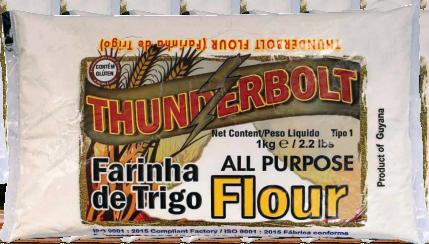 THUNDERBOLT FLOUR (Farinha de Trigo)
CONTÉM
GLÚTEN
THUNDERBOLT
Net Content/Peso Liquido Tipo 1
1kg e / 2.2 lbs
Farinha
de Trigo
ALL PURPOSE
Flour
Product of Guyana
ISO 9001 : 2015 Compliant Factory / ISO 9001 : 2015 Fábrica conforme